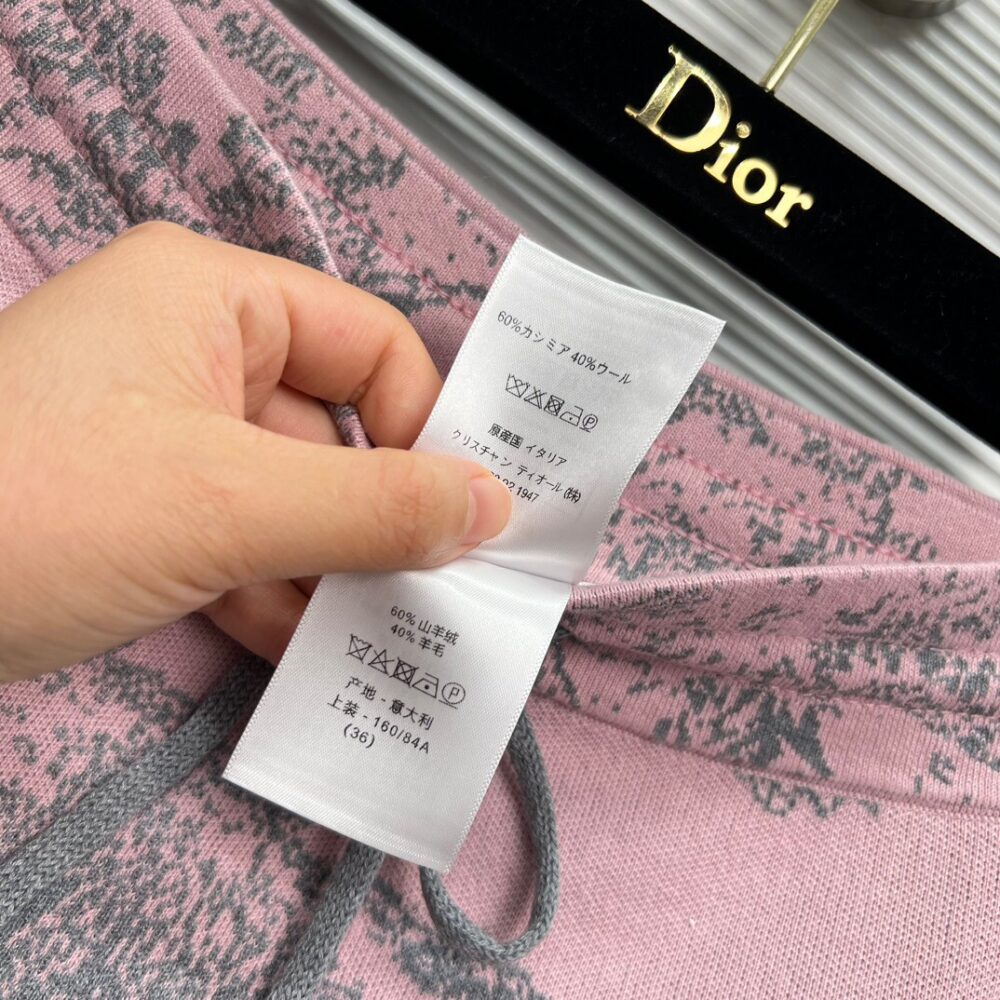 Dior
60%カシミア 40%ウール
原産国 イタリア
クリスチャン ディオール ㈱
02 1947
60% 山羊绒
40% 羊毛
产地 - 意大利
上装 - 160/84A
(36)